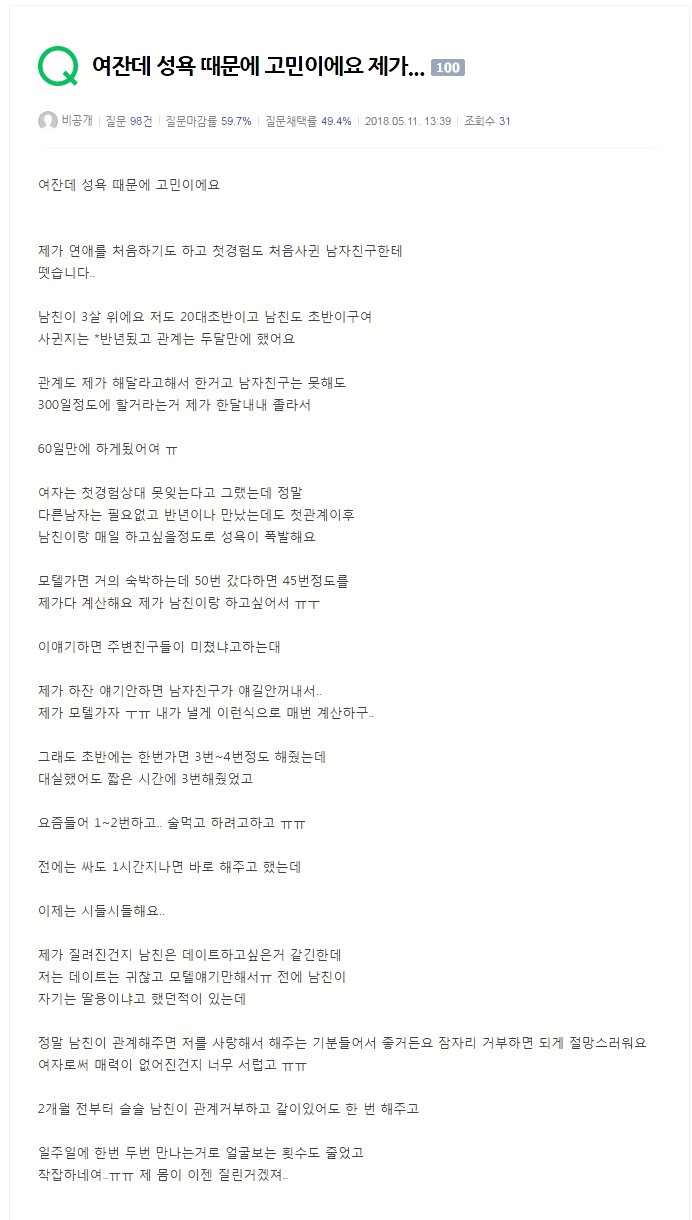 여잔데 성욕 때문에 고민이에요 제가... 100
비공개 질문 98건 질문마감률 59.7% 질문채택률 49.4% 2018.05.11. 13:39 조회수 31
여잔데 성욕 때문에 고민이에요
제가 연애를 처음하기도 하고 첫경험도 처음사귄 남자친구한테
뗏습니다..
남친이 3살 위에요 저도 20대초반이고 남친도 초반이구여
사귄지는 *반년됬고 관계는 두달만에 했어요
관계도 제가 해달라고해서 한거고 남자친구는 못해도
300일정도에 할거라는거 제가 한달내내 졸라서
60일만에 하게됬어여 ㅠ
여자는 첫경험상대 못잊는다고 그랬는데 정말
다른남자는 필요없고 반년이나 만났는데도 첫관계이후
남친이랑 매일 하고싶을정도로 성욕이 폭발해요
모텔가면 거의 숙박하는데 50번 갔다하면 45번정도를
제가다 계산해요 제가 남친이랑 하고싶어서 ㅠㅜ
이얘기하면 주변친구들이 미쳤냐고하는대
제가 하잔 얘기안하면 남자친구가 얘길안꺼내서..
제가 모텔가자 ㅜㅠ 내가 낼게 이런식으로 매번 계산하구..
그래도 초반에는 한번가면 3번~4번정도 해줬는데
대실했어도 짧은 시간에 3번해줬었고
요즘들어 1~2번하고.. 술먹고 하려고하고 ㅠㅠ
전에는 싸도 1시간지나면 바로 해주고 했는데
이제는 시들시들해요..
제가 질려진건지 남친은 데이트하고싶은거 같긴한데
저는 데이트는 귀찮고 모텔얘기만해서ㅠ 전에 남친이
자기는 딸용이냐고 했던적이 있는데
정말 남친이 관계해주면 저를 사랑해서 해주는 기분들어서 좋거든요 잠자리 거부하면 되게 절망스러워요
여자로써 매력이 없어진건지 너무 서럽고 ㅠㅠ
2개월 전부터 슬슬 남친이 관계거부하고 같이있어도 한 번 해주고
일주일에 한번 두번 만나는거로 얼굴보는 횟수도 줄었고
착잡하네여..ㅠㅠ 제 몸이 이젠 질린거겠져..